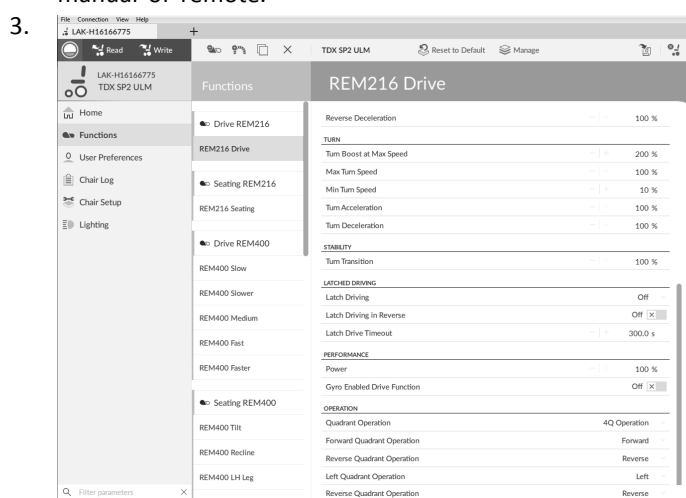 manual or remote.
3.
File Connection View Help
LAK-H16166775 +
Read Write TDX SP2 ULM Reset to Default Manage
LAK-H16166775
TDX SP2 ULM
Functions
REM216 Drive
Home
Functions
User Preferences
Chair Log
Chair Setup
Lighting
Filter parameters
Drive REM216
REM216 Drive
Seating REM216
REM216 Seating
Drive REM400
REM400 Slow
REM400 Slower
REM400 Medium
REM400 Fast
REM400 Faster
Seating REM400
REM400 Tilt
REM400 Recline
REM400 LH Leg
Reverse Deceleration 100 %
TURN
Turn Boost at Max Speed 200 %
Max Turn Speed 100 %
Min Turn Speed 10 %
Turn Acceleration 100 %
Turn Deceleration 100 %
STABILITY
Turn Transition 100 %
LATCHED DRIVING
Latch Driving Off
Latch Driving in Reverse Off
Latch Drive Timeout 300.0 s
PERFORMANCE
Power 100 %
Gyro Enabled Drive Function Off
OPERATION
Quadrant Operation 4Q Operation
Forward Quadrant Operation Forward
Reverse Quadrant Operation Reverse
Left Quadrant Operation Left
Reverse Quadrant Operation Reverse